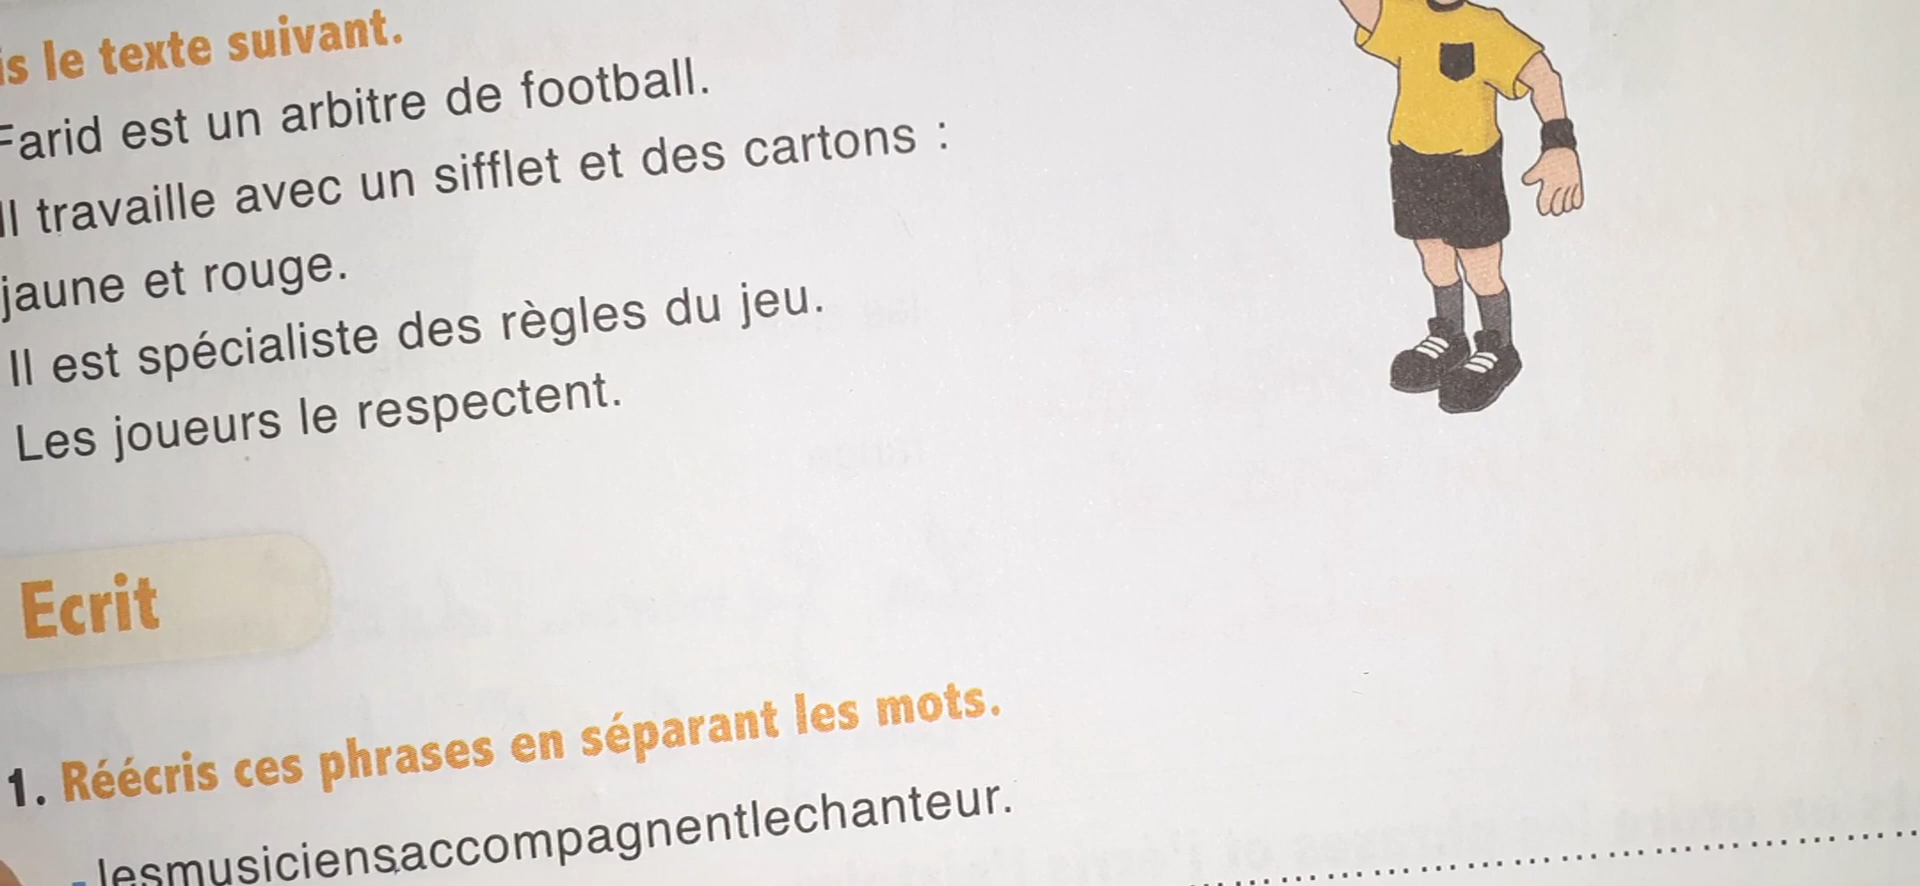 is le texte suivant.
Farid est un arbitre de football.
Il travaille avec un sifflet et des cartons :
jaune et rouge.
Il est spécialiste des règles du jeu.
Les joueurs le respectent.
Ecrit
1. Réécris ces phrases en séparant les mots.
- lesmusiciensaccompagnentlechanteur.